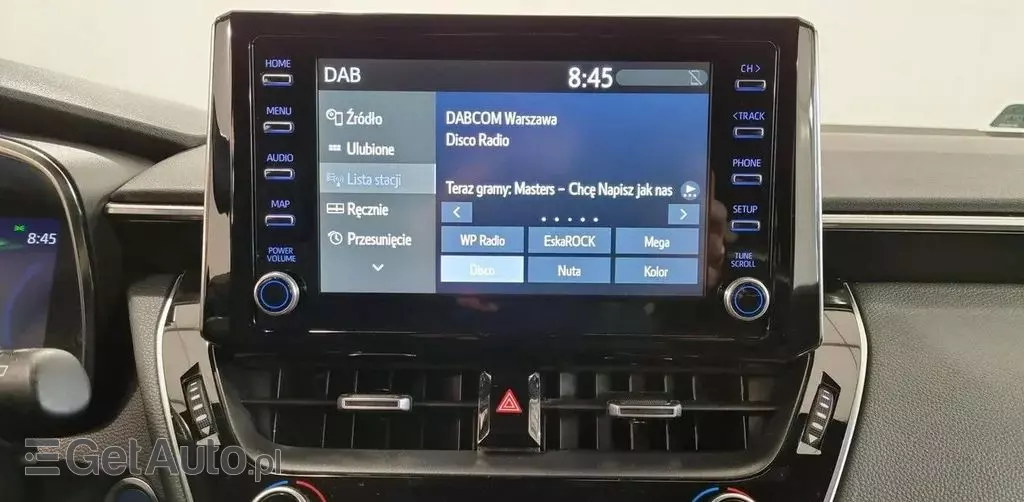 HOME
MENU
AUDIO
MAP
POWER
VOLUME
DAB
8:45
Źródło
Ulubione
Lista stacji
Ręcznie
Przesunięcie
DABCOM Warszawa
Disco Radio
Teraz gramy: Masters – Chcę Napisz jak nas
WP Radio
EskaROCK
Mega
Disco
Nuta
Kolor
CH >
< TRACK
PHONE
SETUP
TUNE
SCROLL
8:45
GetAuto.pl